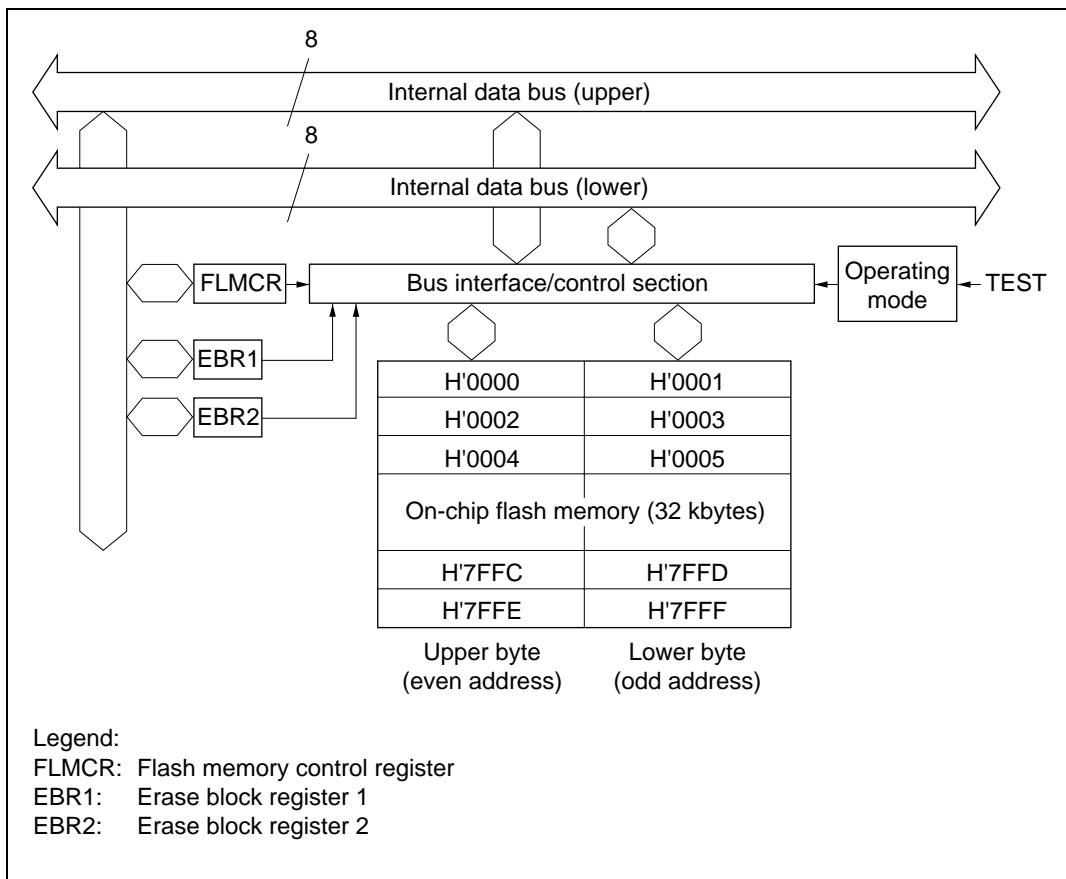 8
Internal data bus (upper)
8
Internal data bus (lower)
FLMCR
Bus interface/control section
Operating
mode
TEST
EBR1
EBR2
H'0000 H'0001
H'0002 H'0003
H'0004 H'0005
On-chip flash memory (32 kbytes)
H'7FFC H'7FFD
H'7FFE H'7FFF
Upper byte
(even address)
Lower byte
(odd address)
Legend:
FLMCR: Flash memory control register
EBR1: Erase block register 1
EBR2: Erase block register 2